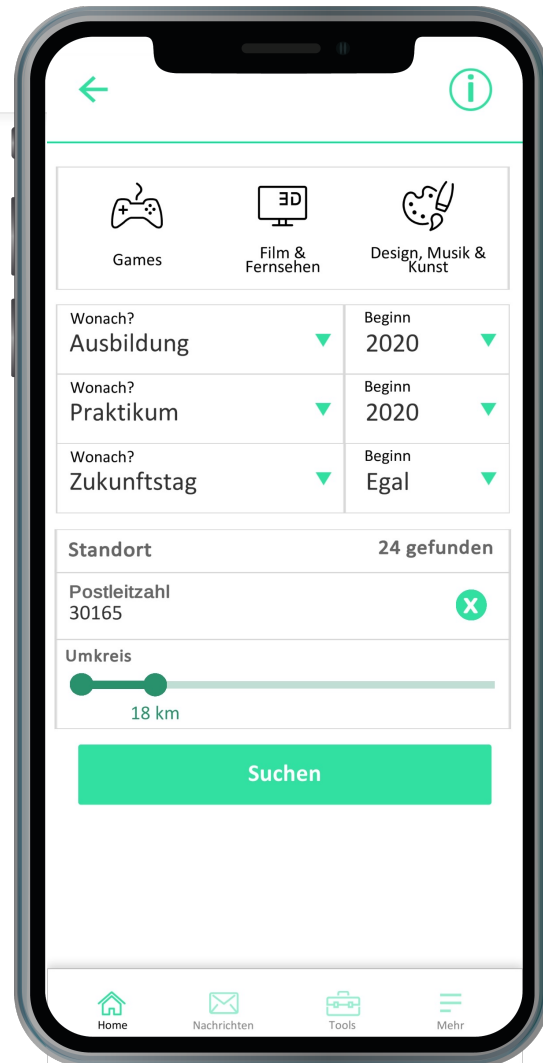 i
3D
Games
Film &
Fernsehen
Design, Musik &
Kunst
Wonach?
Ausbildung
Beginn
2020
Wonach?
Praktikum
Beginn
2020
Wonach?
Zukunftstag
Beginn
Egal
Standort
24 gefunden
Postleitzahl
30165
X
Umkreis
18 km
Suchen
Home
Nachrichten
Tools
Mehr